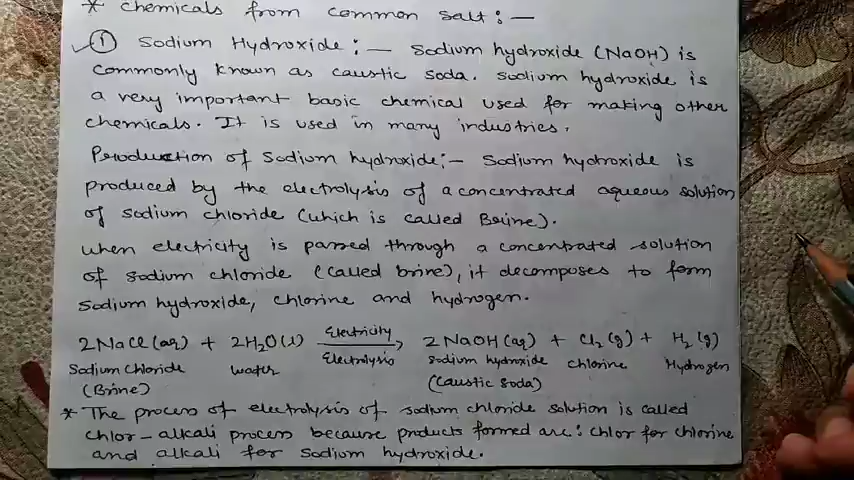 * Chemicals from common salt: —
① Sodium Hydroxide: — Sodium hydroxide (NaOH) is
commonly known as caustic soda. Sodium hydroxide is
a very important basic chemical used for making other
chemicals. It is used in many industries.
Production of Sodium hydroxide:- Sodium hydroxide is
produced by the electrolysis of a concentrated aqueous solution
of sodium chloride (which is called Brine).
When electricity is passed through a concentrated solution
of sodium chloride (called brine), it decomposes to form
Sodium hydroxide, chlorine and hydrogen.
2NaCl(aq) + 2H₂O(l) Electricity → 2NaOH(aq) + Cl₂(g) + H₂(g)
Electrolysis
Sodium Chloride water sodium hydroxide chlorine Hydrogen
(Brine) (Caustic Soda)
* The process of electrolysis of sodium chloride solution is called
chlor-alkali process because products formed are: chlor for chlorine
and alkali for sodium hydroxide.